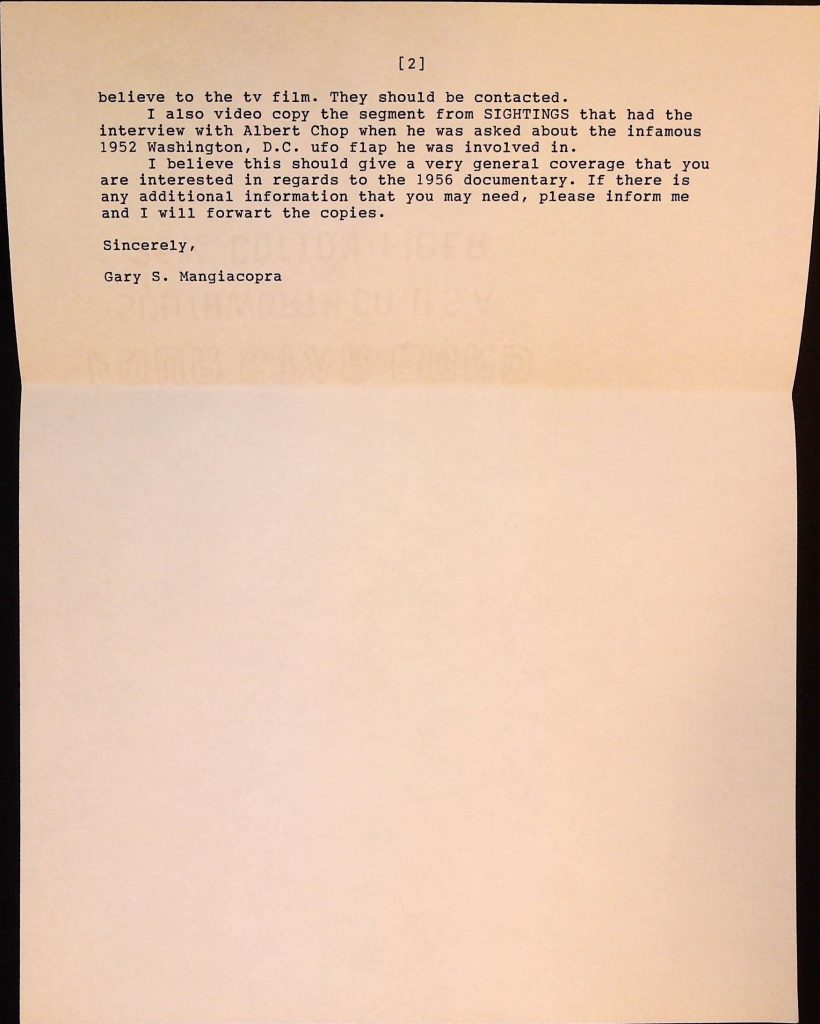 [2]
believe to the tv film. They should be contacted.
I also video copy the segment from SIGHTINGS that had the
interview with Albert Chop when he was asked about the infamous
1952 Washington, D.C. ufo flap he was involved in.
I believe this should give a very general coverage that you
are interested in regards to the 1956 documentary. If there is
any additional information that you may need, please inform me
and I will forwart the copies.
Sincerely,
Gary S. Mangiacopra